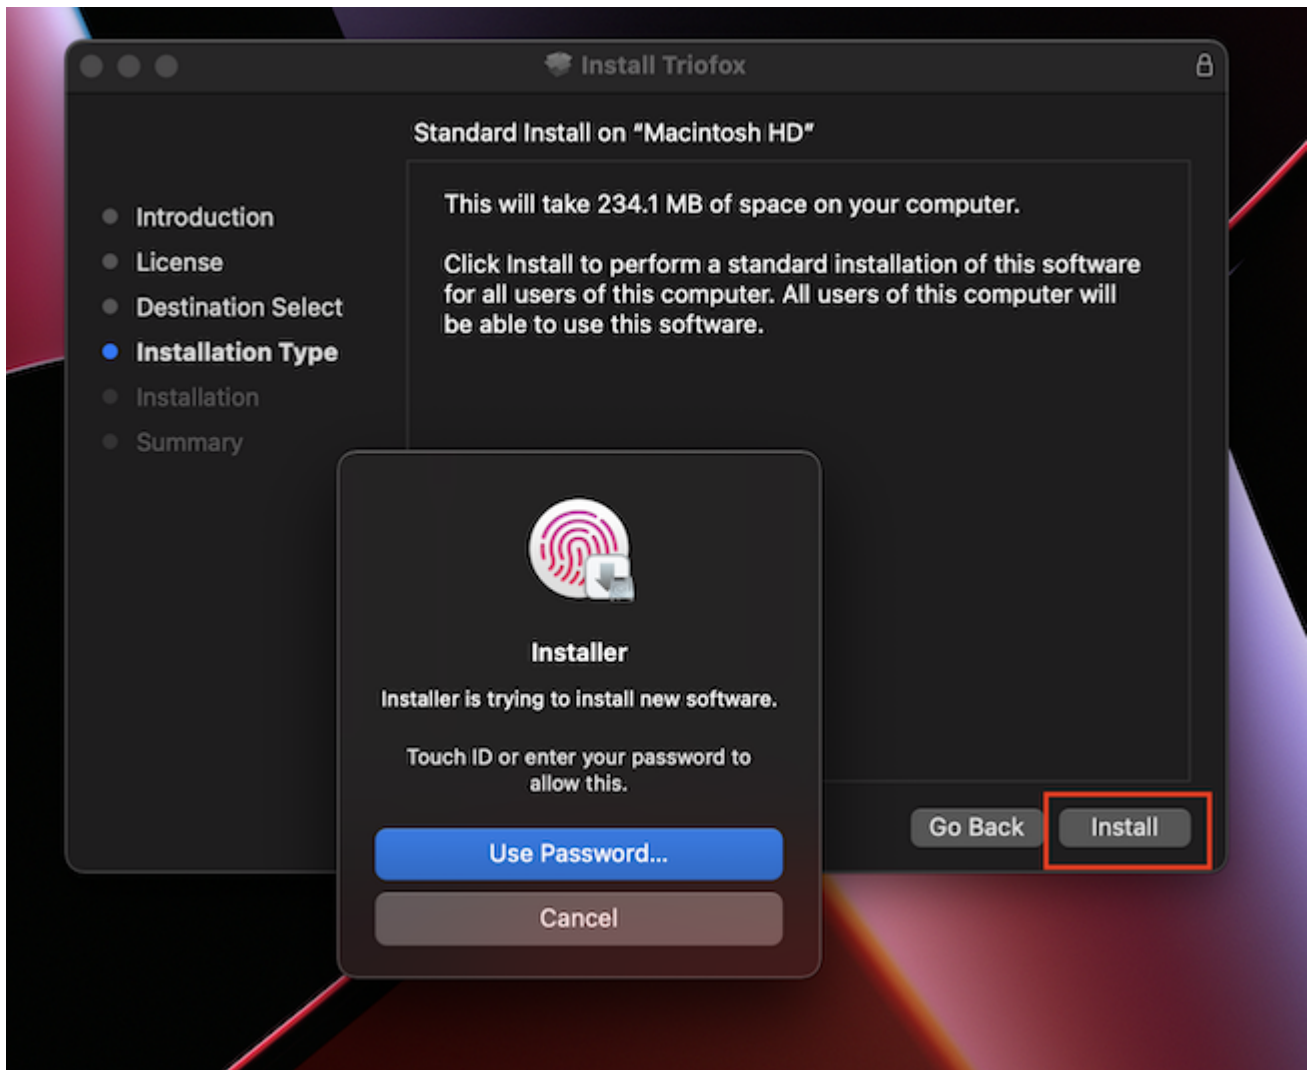 Install Triofox
Standard Install on “Macintosh HD”
Introduction
License
Destination Select
Installation Type
Installation
Summary
This will take 234.1 MB of space on your computer.
Click Install to perform a standard installation of this software
for all users of this computer. All users of this computer will
be able to use this software.
Installer
Installer is trying to install new software.
Touch ID or enter your password to
allow this.
Use Password...
Cancel
Go Back
Install